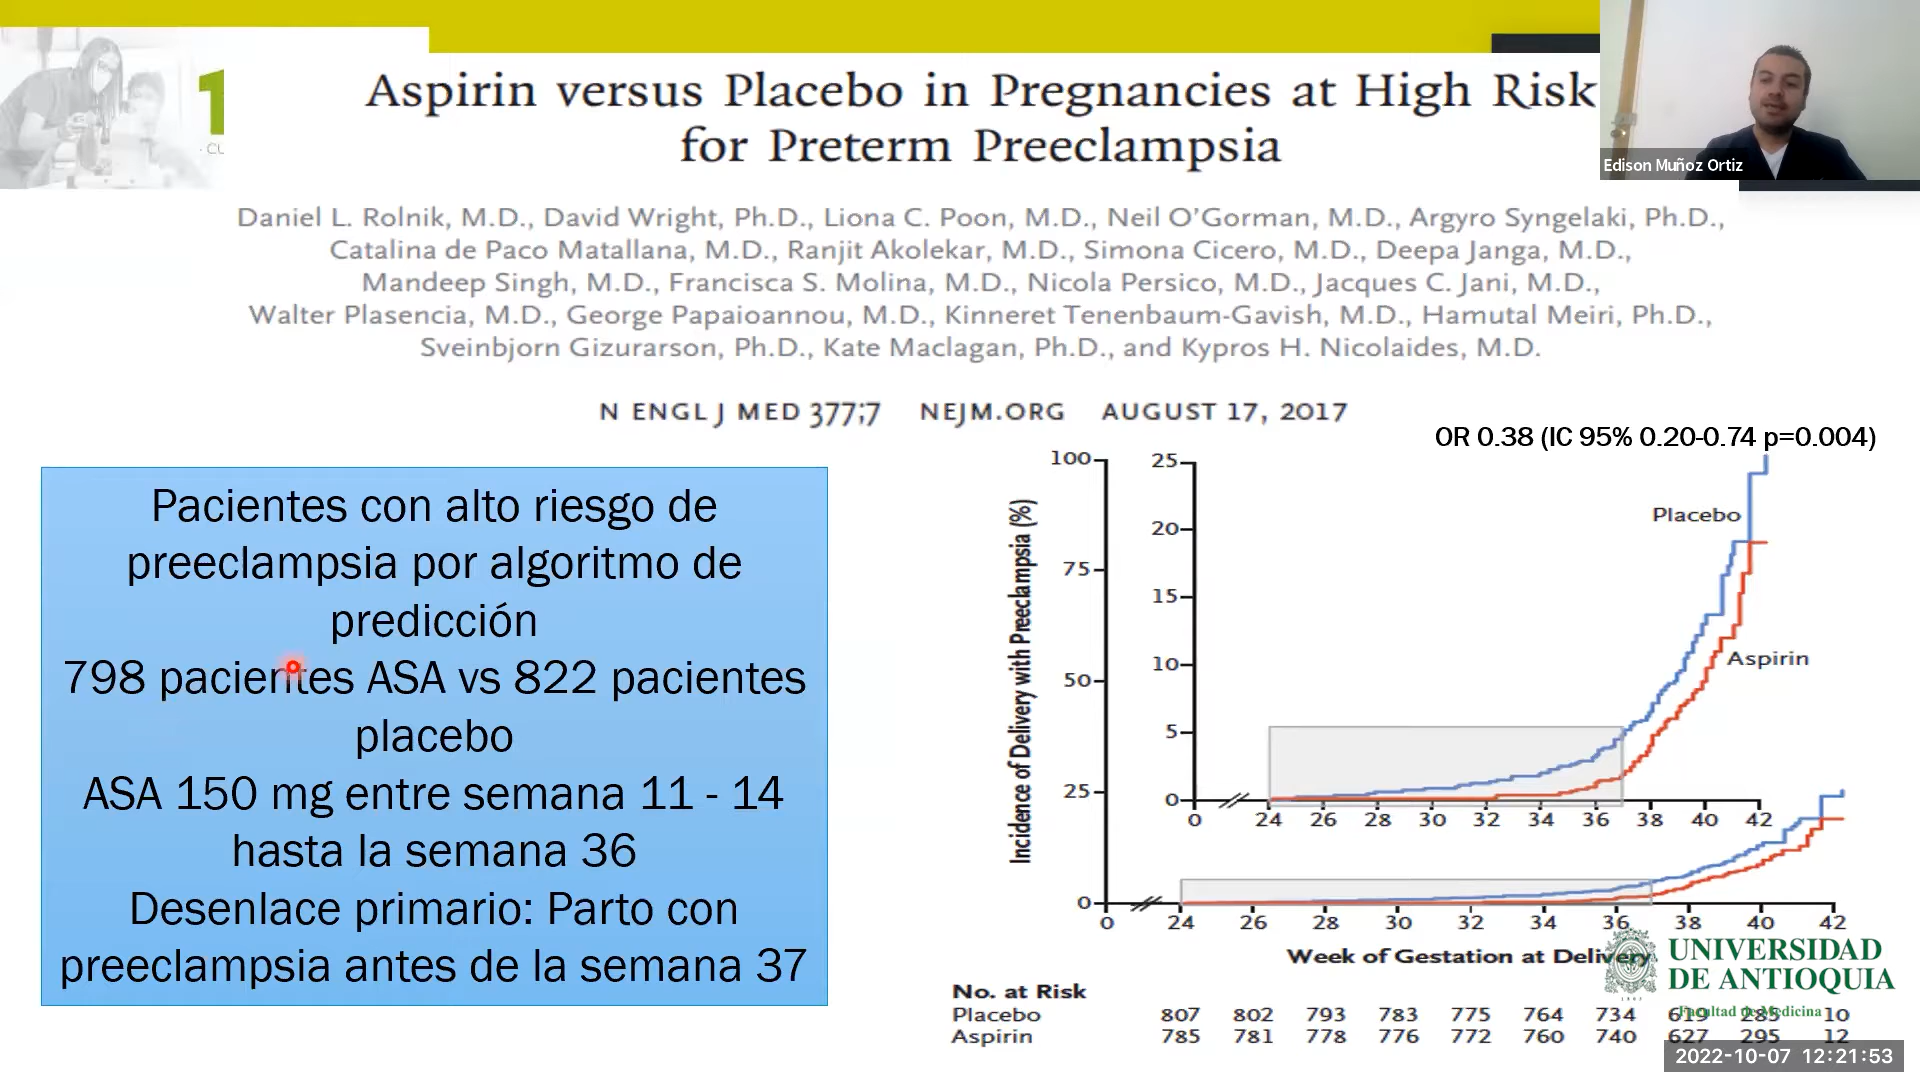 Aspirin versus Placebo in Pregnancies at High Risk
for Preterm Preeclampsia
Edison Muñoz Ortiz
Daniel L. Rolnik, M.D., David Wright, Ph.D., Liona C. Poon, M.D., Neil O'Gorman, M.D., Argyro Syngelaki, Ph.D.,
Catalina de Paco Matallana, M.D., Ranjit Akolekar, M.D., Simona Cicero, M.D., Deepa Janga, M.D.,
Mandeep Singh, M.D., Francisca S. Molina, M.D., Nicola Persico, M.D., Jacques C. Jani, M.D.,
Walter Plasencia, M.D., George Papaioannou, M.D., Kinneret Tenenbaum-Gavish, M.D., Hamutal Meiri, Ph.D.,
Sveinbjorn Gizurarson, Ph.D., Kate Maclagan, Ph.D., and Kypros H. Nicolaides, M.D.
N ENGL J MED 377;7 NEJM.ORG AUGUST 17, 2017
Pacientes con alto riesgo de
preeclampsia por algoritmo de
predicción
798 pacientes ASA vs 822 pacientes
placebo
ASA 150 mg entre semana 11 - 14
hasta la semana 36
Desenlace primario: Parto con
preeclampsia antes de la semana 37
OR 0.38 (IC 95% 0.20-0.74 p=0.004)
Incidence of Delivery with Preeclampsia (%)
100
75
50
25
0
25
20
15
10
5
0
Placebo
Aspirin
0 24 26 28 30 32 34 36 38 40 42
0 24 26 28 30 32 34 36 38 40 42
Week of Gestation at Delivery
No. at Risk
Placebo 807 802 793 783 775 764 734 619 285 10
Aspirin 785 781 778 776 772 760 740 627 295 12
UNIVERSIDAD
DE ANTIOQUIA
Facultad de Medicina
2022-10-07 12:21:53